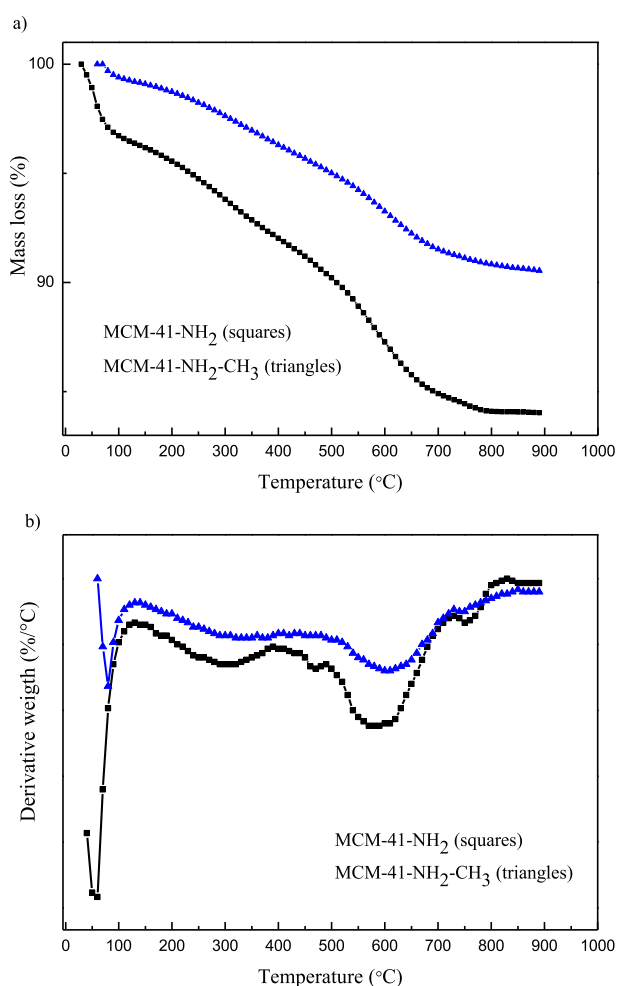 a)
100
90
Mass loss (%)
MCM-41-NH2 (squares)
MCM-41-NH2-CH3 (triangles)
0 100 200 300 400 500 600 700 800 900 1000
Temperature (°C)
b)
Derivative weigth (%/°C)
MCM-41-NH2 (squares)
MCM-41-NH2-CH3 (triangles)
0 100 200 300 400 500 600 700 800 900 1000
Temperature (°C)